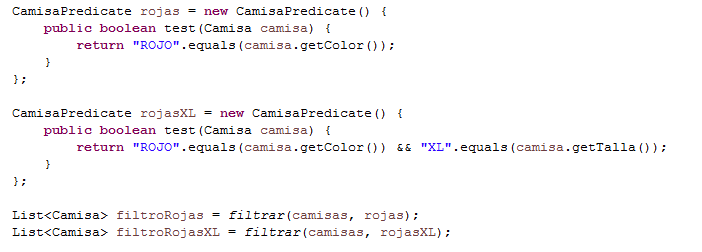 CamisaPredicate rojas = new CamisaPredicate() {
    public boolean test(Camisa camisa) {
        return "ROJO".equals(camisa.getColor());
    }
};

CamisaPredicate rojasXL = new CamisaPredicate() {
    public boolean test(Camisa camisa) {
        return "ROJO".equals(camisa.getColor()) && "XL".equals(camisa.getTalla());
    }
};

List<Camisa> filtroRojas = filtrar(camisas, rojas);
List<Camisa> filtroRojasXL = filtrar(camisas, rojasXL);